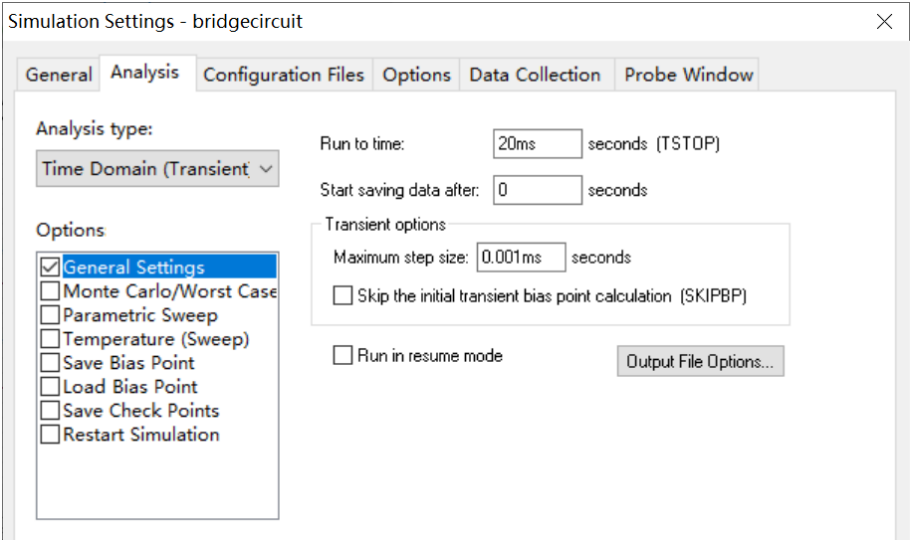 Simulation Settings - bridgecircuit
General Analysis Configuration Files Options Data Collection Probe Window
Analysis type:
Time Domain (Transient)
Options
General Settings
Monte Carlo/Worst Case
Parametric Sweep
Temperature (Sweep)
Save Bias Point
Load Bias Point
Save Check Points
Restart Simulation
Run to time: 20ms seconds (TSTOP)
Start saving data after: 0 seconds
Transient options
Maximum step size: 0.001ms seconds
Skip the initial transient bias point calculation (SKIPBP)
Run in resume mode
Output File Options...